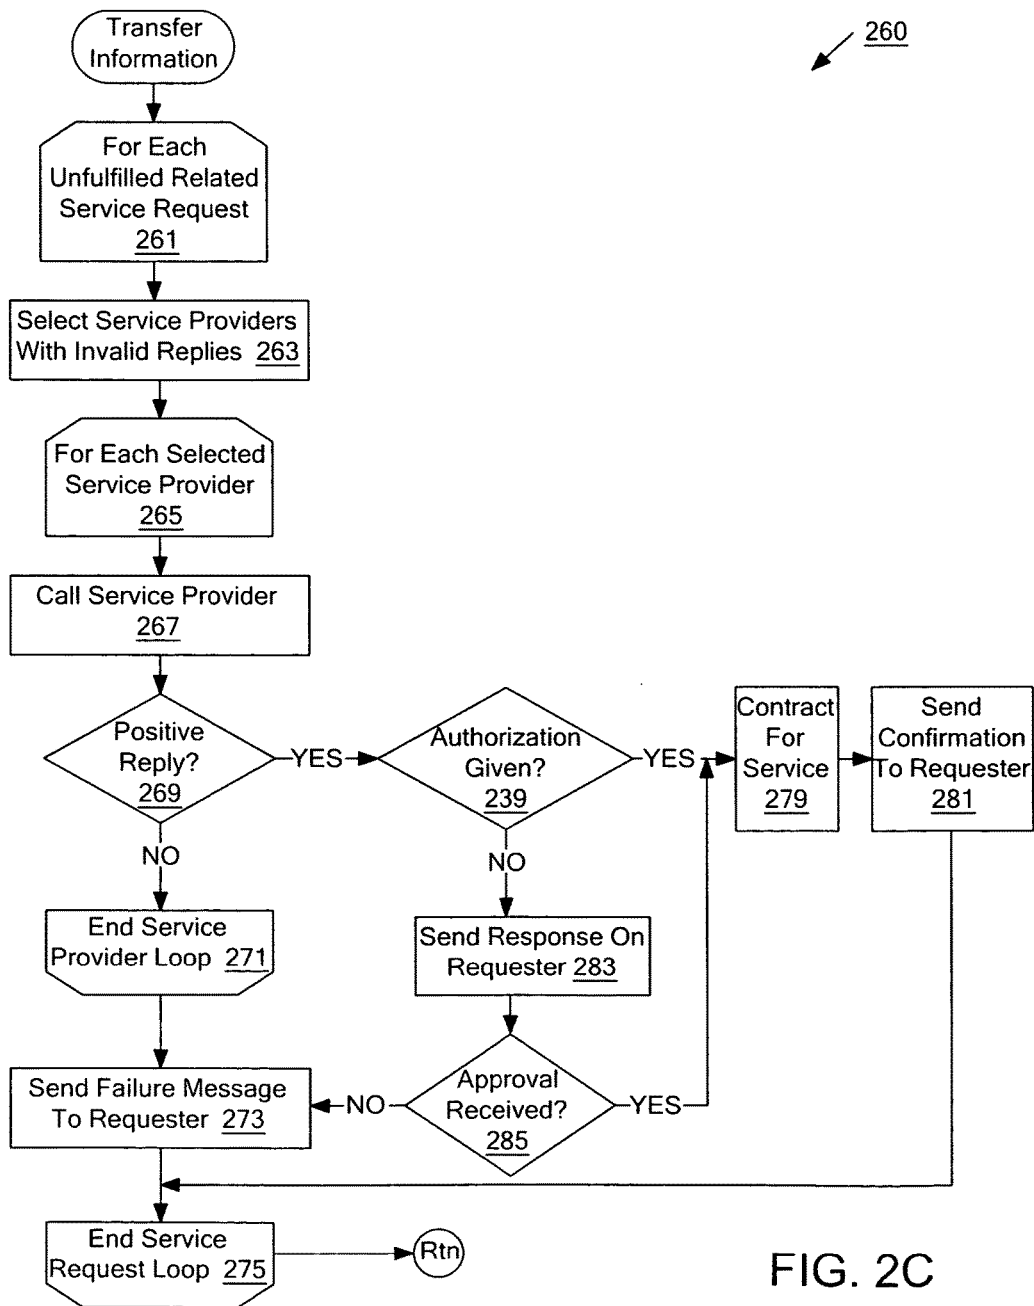 Transfer
Information
260
For Each
Unfulfilled Related
Service Request
261
Select Service Providers
With Invalid Replies 263
For Each Selected
Service Provider
265
Call Service Provider
267
Positive
Reply?
269
YES
Authorization
Given?
239
YES
Contract
For
Service
279
Send
Confirmation
To Requester
281
NO
NO
End Service
Provider Loop 271
Send Response On
Requester 283
Send Failure Message
To Requester 273
NO
Approval
Received?
285
YES
End Service
Request Loop 275
Rtn
FIG. 2C